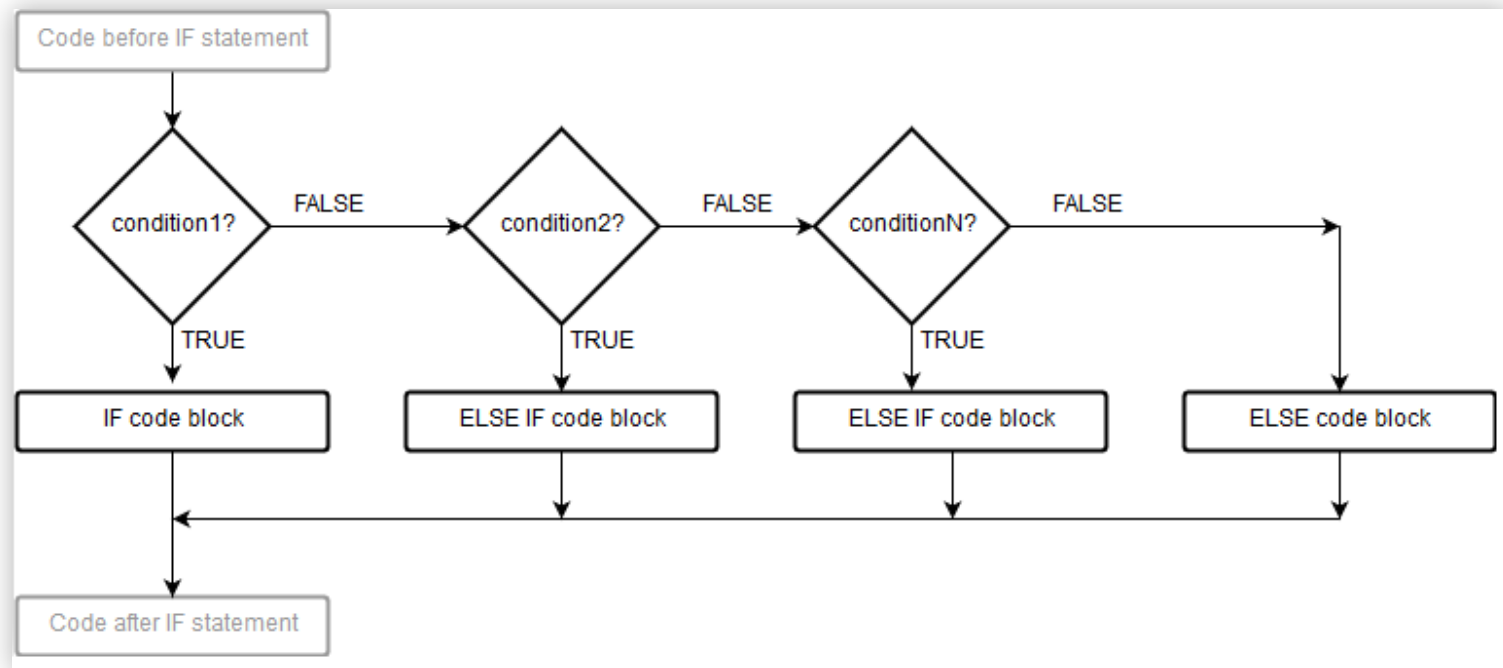 Code before IF statement
condition1?
FALSE
condition2?
FALSE
conditionN?
FALSE
TRUE
TRUE
TRUE
IF code block
ELSE IF code block
ELSE IF code block
ELSE code block
Code after IF statement